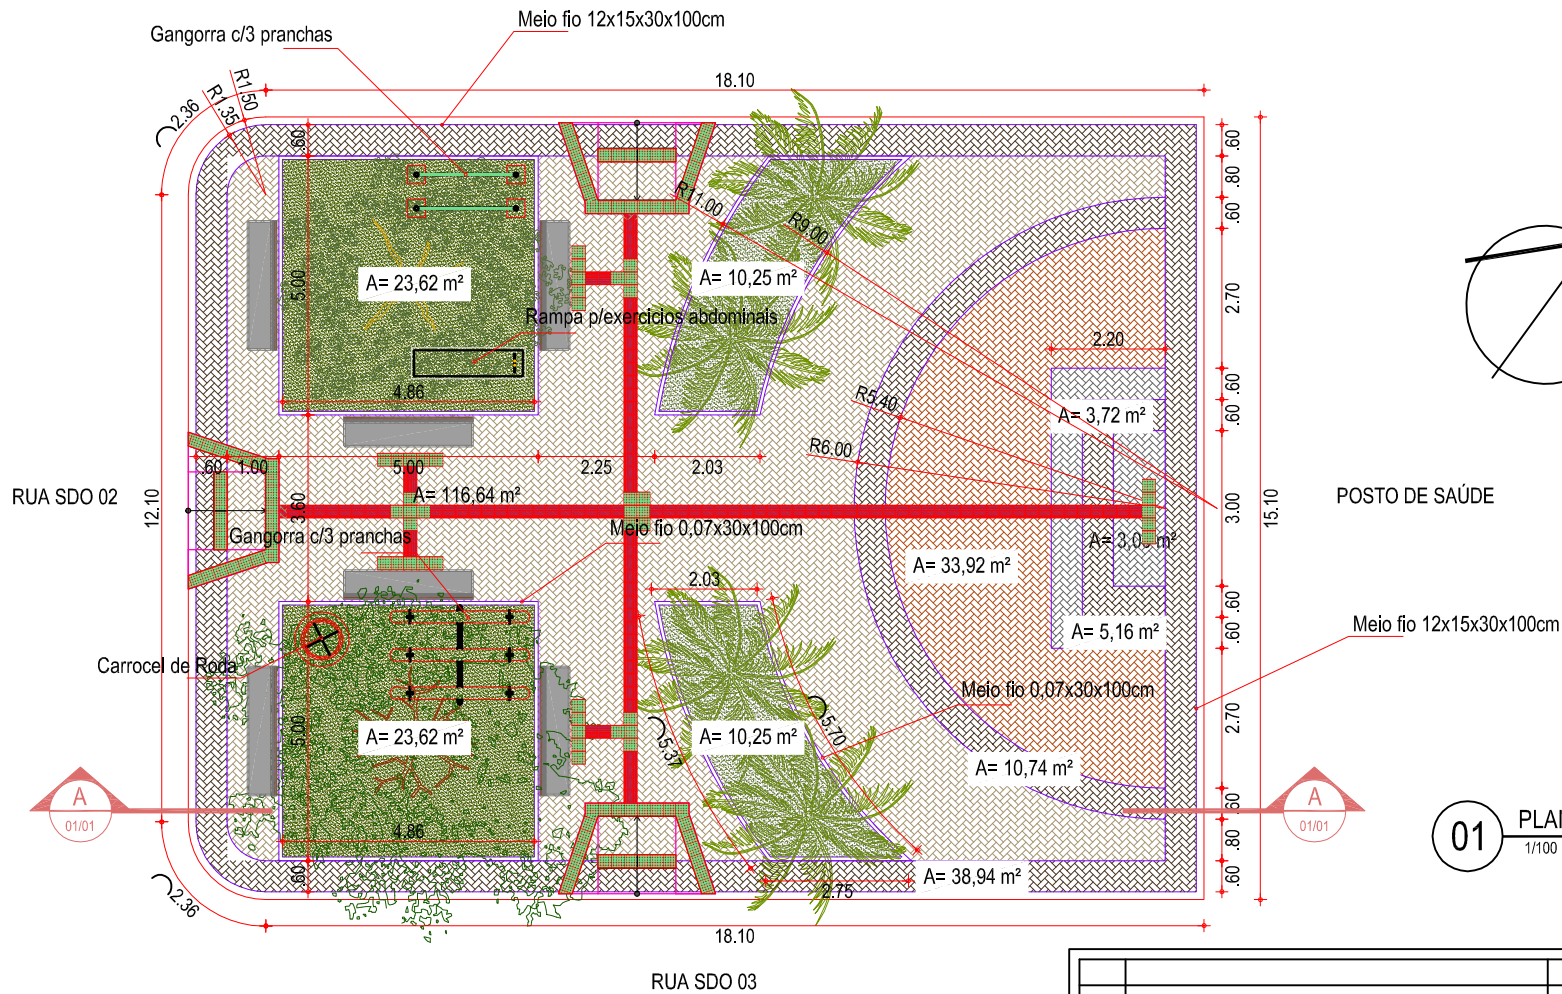 Meio fio 12x15x30x100cm
Gangorra c/3 pranchas
18.10
R1.50
R1.35
2.36
.60
.60
.80
.60
R11.00
R9.00
A= 23,62 m²
5.00
A= 10,25 m²
2.70
Rampa p/exercicios abdominais
2.20
4.86
R5.40
.60
.60
A= 3,72 m²
R6.00
.60
1.00
5.00
2.25
2.03
A= 116,64 m²
RUA SDO 02
12.10
3.60
3.00
15.10
POSTO DE SAÚDE
Gangorra c/3 pranchas
Meio fio 0,07x30x100cm
A= 33,92 m²
2.03
.60
.60
A= 5,16 m²
Meio fio 12x15x30x100cm
Carrocel de Roda
Meio fio 0,07x30x100cm
5.70
5.37
5.00
A= 23,62 m²
A= 10,25 m²
2.70
A= 10,74 m²
A
01/01
A
01/01
.60
4.86
.80
01
1/100
.60
.60
A= 38,94 m²
2.75
2.36
18.10
RUA SDO 03